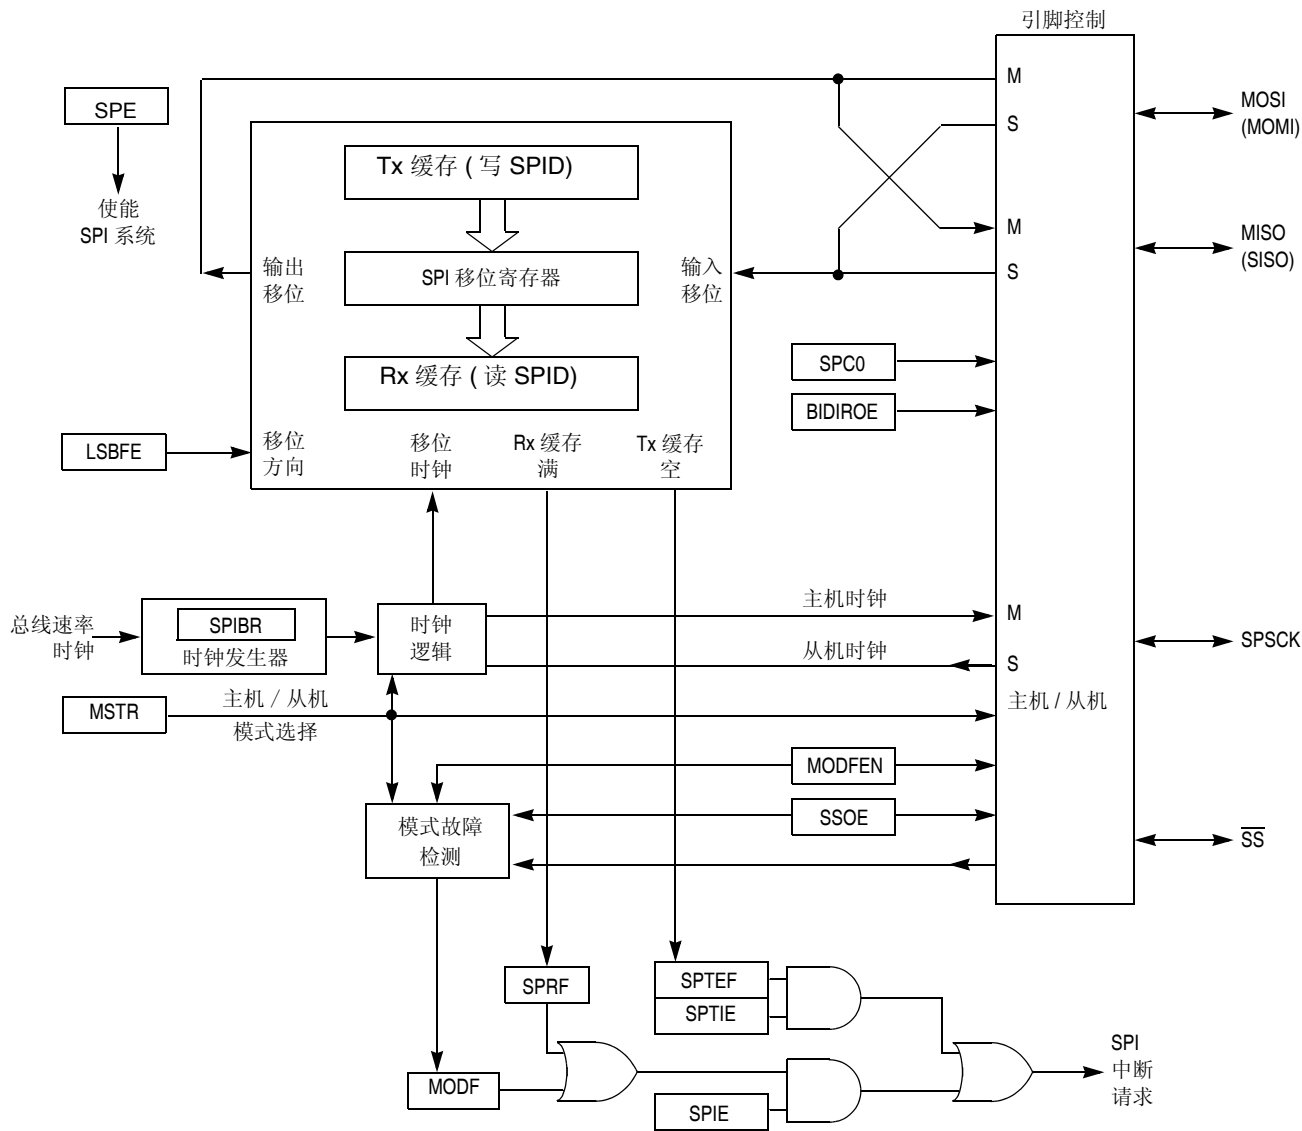 引脚控制
M
SPE
MOSI
(MOMI)
S
Tx 缓存 ( 写 SPID)
使能
SPI 系统
M
MISO
(SISO)
输出
移位
SPI 移位寄存器
输入
移位
S
SPC0
Rx 缓存 ( 读 SPID)
BIDIROE
LSBFE
移位
方向
移位
时钟
Rx 缓存
满
Tx 缓存
空
总线速率
时钟
SPIBR
时钟发生器
时钟
逻辑
主机时钟
M
SPSCK
从机时钟
S
MSTR
主机 / 从机
模式选择
主机 / 从机
MODFEN
SSOE
模式故障
检测
SS
SPRF
SPTEF
SPTIE
MODF
SPIE
SPI
中断
请求